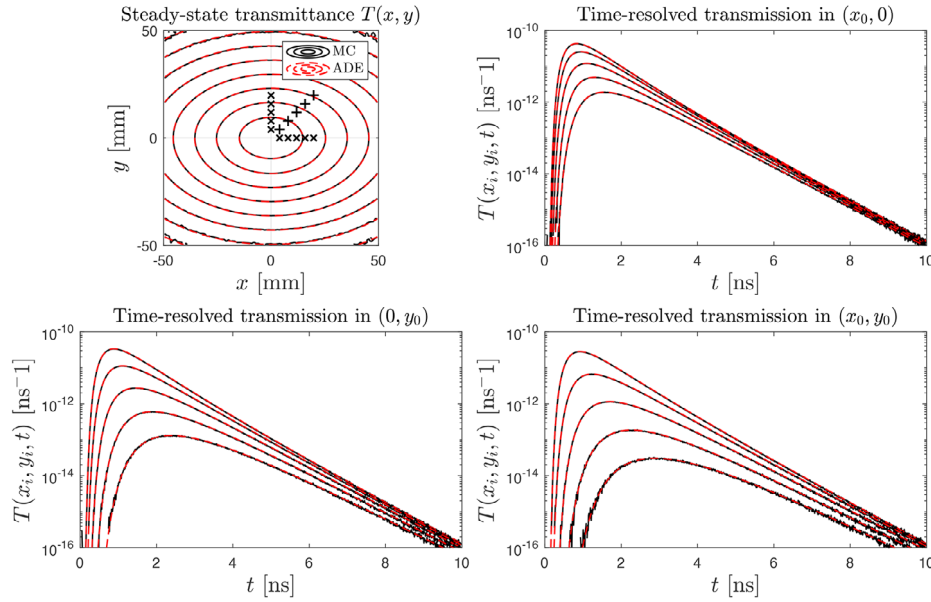 Steady-state transmittance T(x, y)
50
0
-50
y [mm]
MC
ADE
-50 0 50
x [mm]
Time-resolved transmission in (x₀, 0)
10⁻¹⁰
10⁻¹²
10⁻¹⁴
10⁻¹⁶
T(xᵢ, yᵢ, t) [ns−1]
0 2 4 6 8 10
t [ns]
Time-resolved transmission in (0, y₀)
10⁻¹⁰
10⁻¹²
10⁻¹⁴
10⁻¹⁶
T(xᵢ, yᵢ, t) [ns−1]
0 2 4 6 8 10
t [ns]
Time-resolved transmission in (x₀, y₀)
10⁻¹⁰
10⁻¹²
10⁻¹⁴
10⁻¹⁶
T(xᵢ, yᵢ, t) [ns−1]
0 2 4 6 8 10
t [ns]